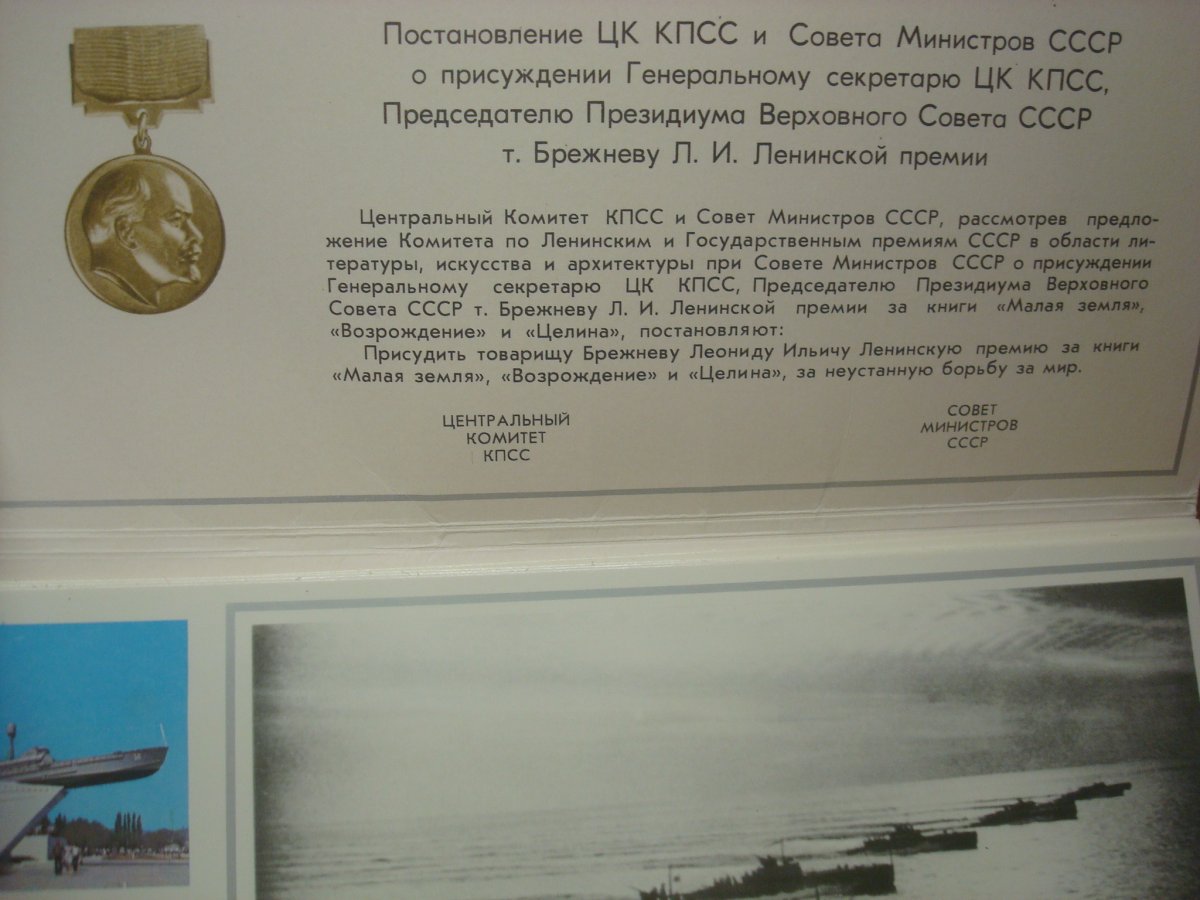 Постановление ЦК КПСС и Совета Министров СССР
о присуждении Генеральному секретарю ЦК КПСС,
Председателю Президиума Верховного Совета СССР
т. Брежневу Л. И. Ленинской премии
Центральный Комитет КПСС и Совет Министров СССР, рассмотрев предло-
жение Комитета по Ленинским и Государственным премиям СССР в области ли-
тературы, искусства и архитектуры при Совете Министров СССР о присуждении
Генеральному секретарю ЦК КПСС, Председателю Президиума Верховного
Совета СССР т. Брежневу Л. И. Ленинской премии за книги «Малая земля»,
«Возрождение» и «Целина», постановляют:
Присудить товарищу Брежневу Леониду Ильичу Ленинскую премию за книги
«Малая земля», «Возрождение» и «Целина», за неустанную борьбу за мир.
ЦЕНТРАЛЬНЫЙ
КОМИТЕТ
КПСС
СОВЕТ
МИНИСТРОВ
СССР